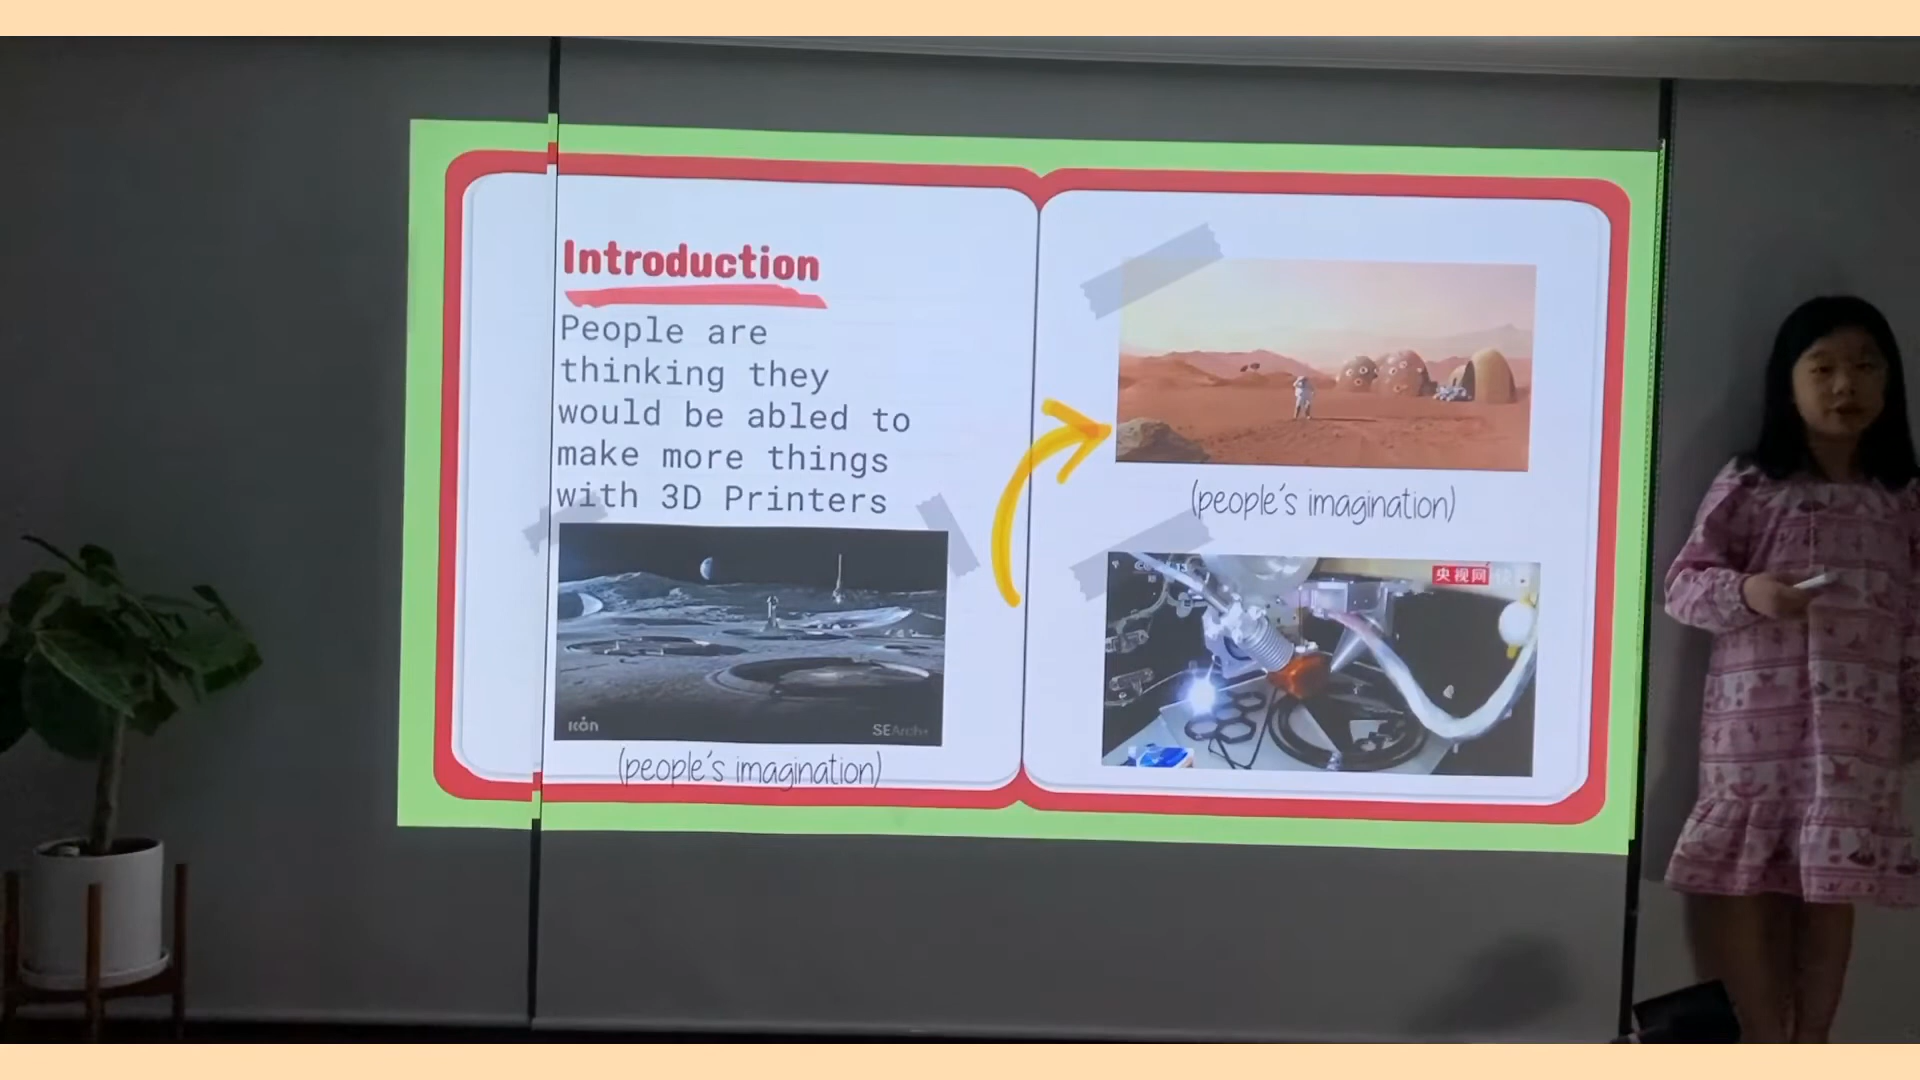 Introduction
People are
thinking they
would be abled to
make more things
with 3D Printers
ICON
SEArch+
(people's imagination)
(people's imagination)
央视网